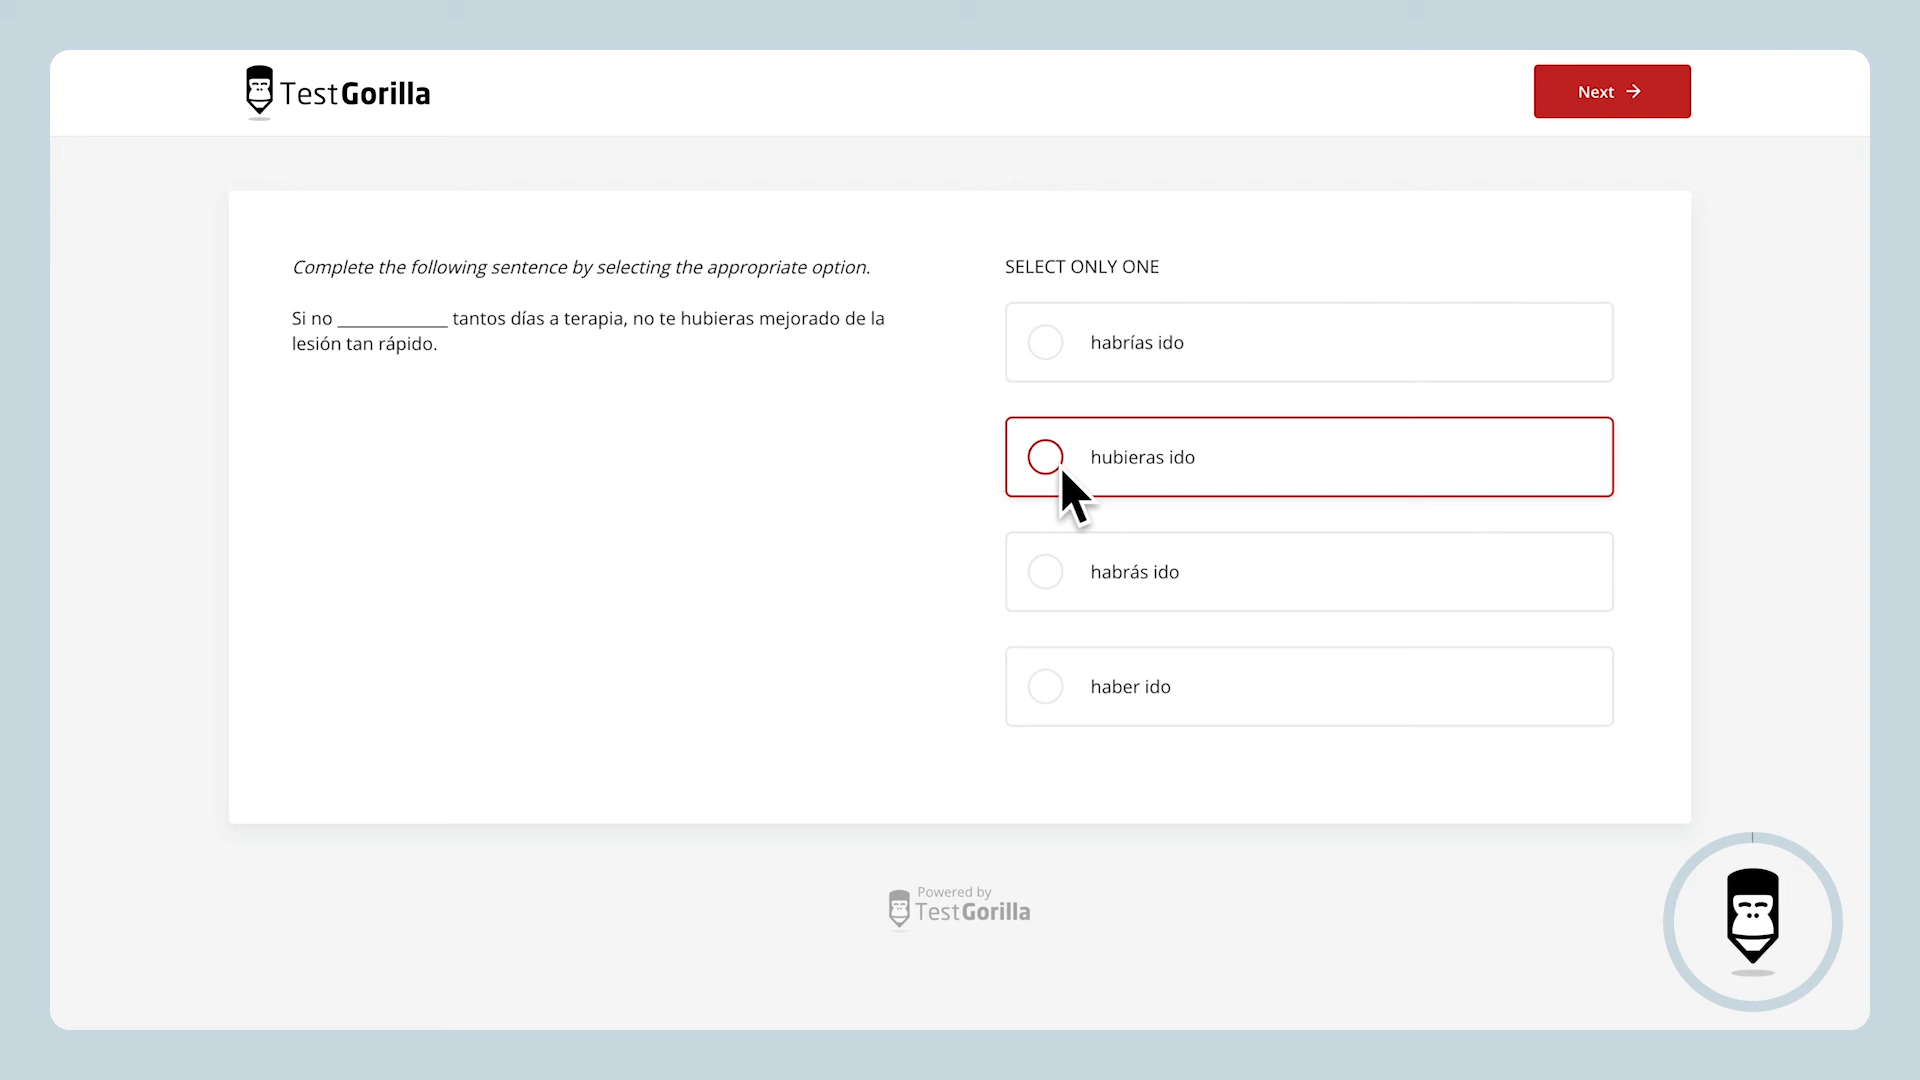 TestGorilla
Next
Complete the following sentence by selecting the appropriate option.
Si no ____________ tantos días a terapia, no te hubieras mejorado de la
lesión tan rápido.
SELECT ONLY ONE
habrías ido
hubieras ido
habrás ido
haber ido
Powered by
TestGorilla